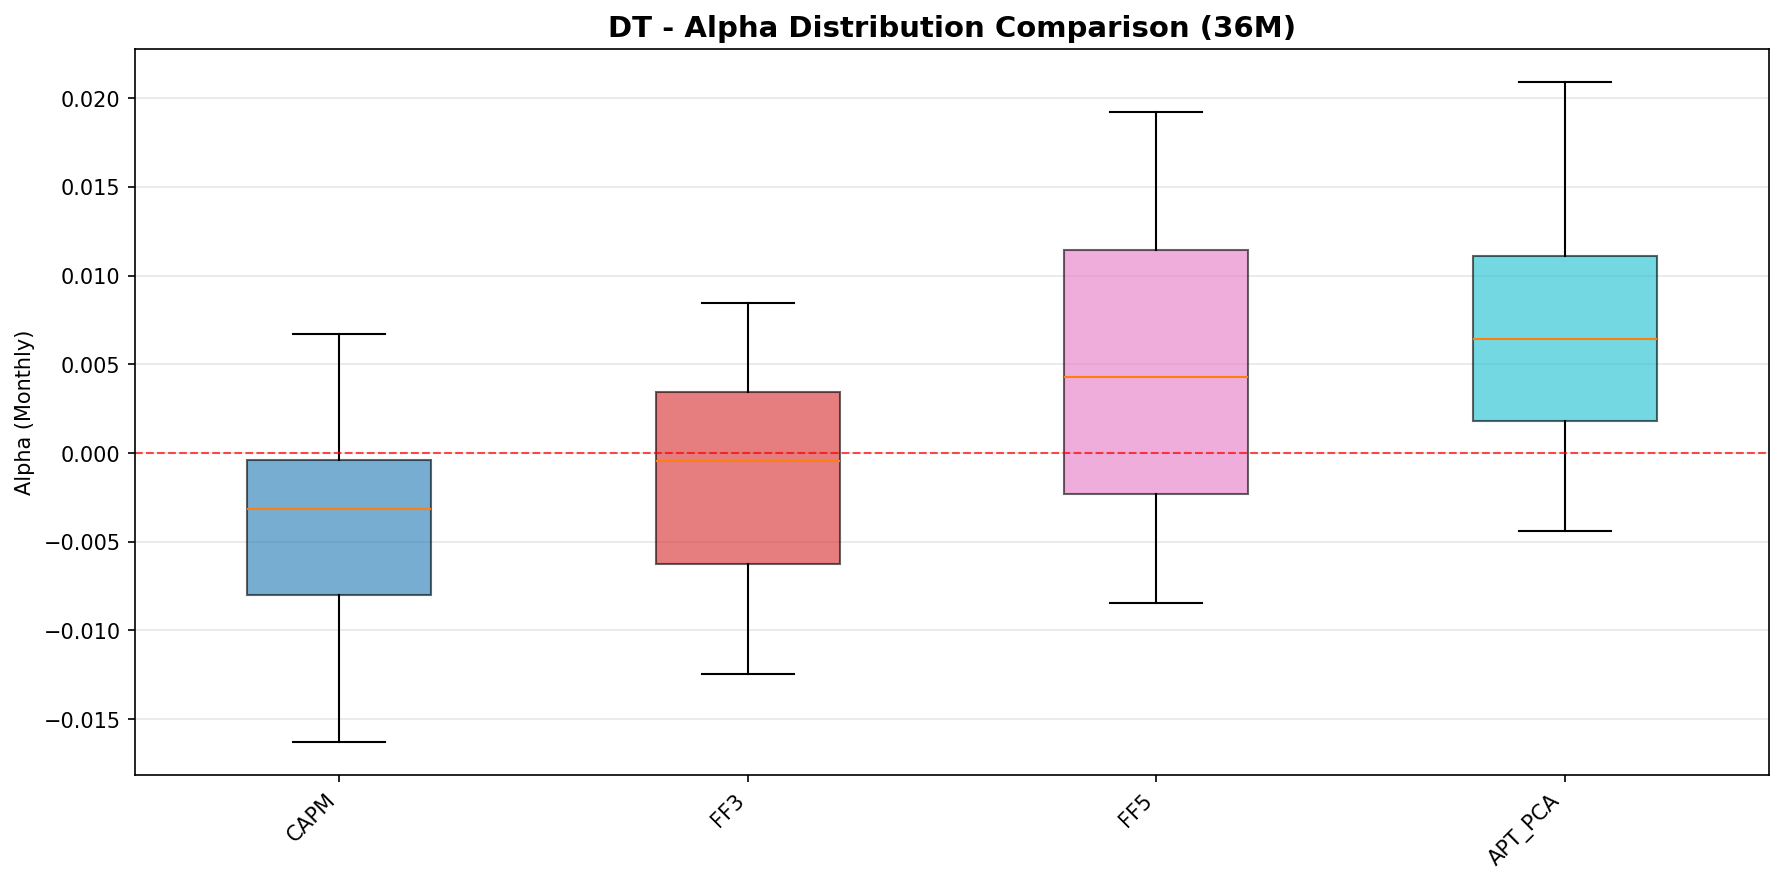 DT - Alpha Distribution Comparison (36M)
Alpha (Monthly)
0.020
0.015
0.010
0.005
0.000
−0.005
−0.010
−0.015
CAPM
FF3
FF5
APT_PCA